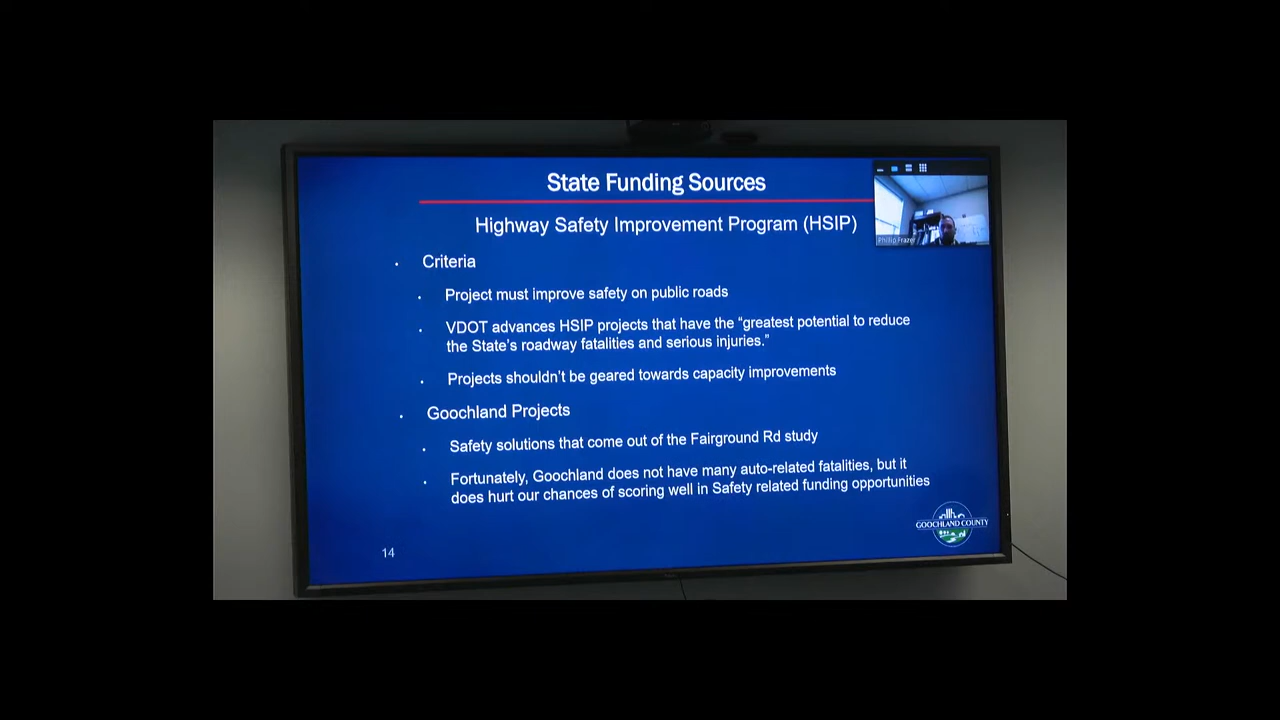 State Funding Sources
Highway Safety Improvement Program (HSIP)
Phillip Frazer
. Criteria
. Project must improve safety on public roads
. VDOT advances HSIP projects that have the “greatest potential to reduce
the State’s roadway fatalities and serious injuries.”
. Projects shouldn’t be geared towards capacity improvements
. Goochland Projects
. Safety solutions that come out of the Fairground Rd study
. Fortunately, Goochland does not have many auto-related fatalities, but it
does hurt our chances of scoring well in Safety related funding opportunities
GOOCHLAND COUNTY
14